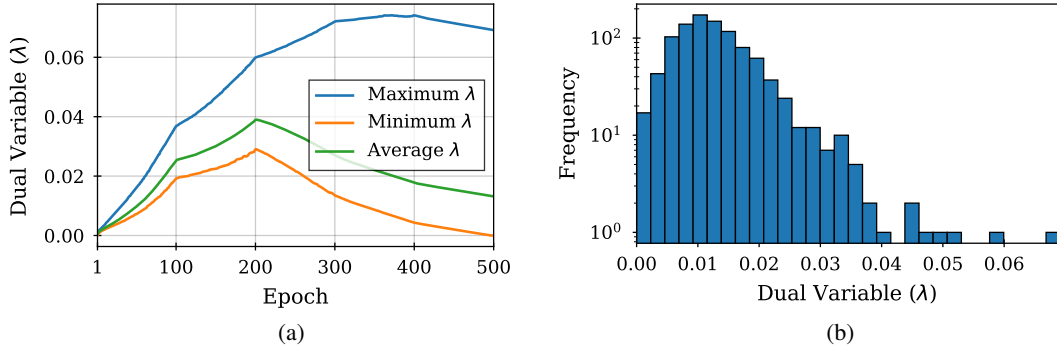 0.06
0.04
0.02
0.00
Dual Variable (λ)
Maximum λ
Minimum λ
Average λ
1 100 200 300 400 500
Epoch
(a)
10²
10¹
10⁰
Frequency
0.00 0.01 0.02 0.03 0.04 0.05 0.06
Dual Variable (λ)
(b)